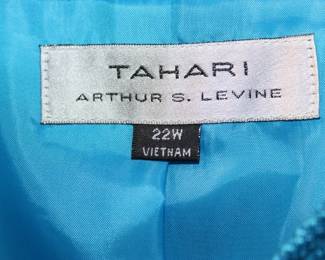 TAHARI
ARTHUR S. LEVINE
22W
VIETNAM